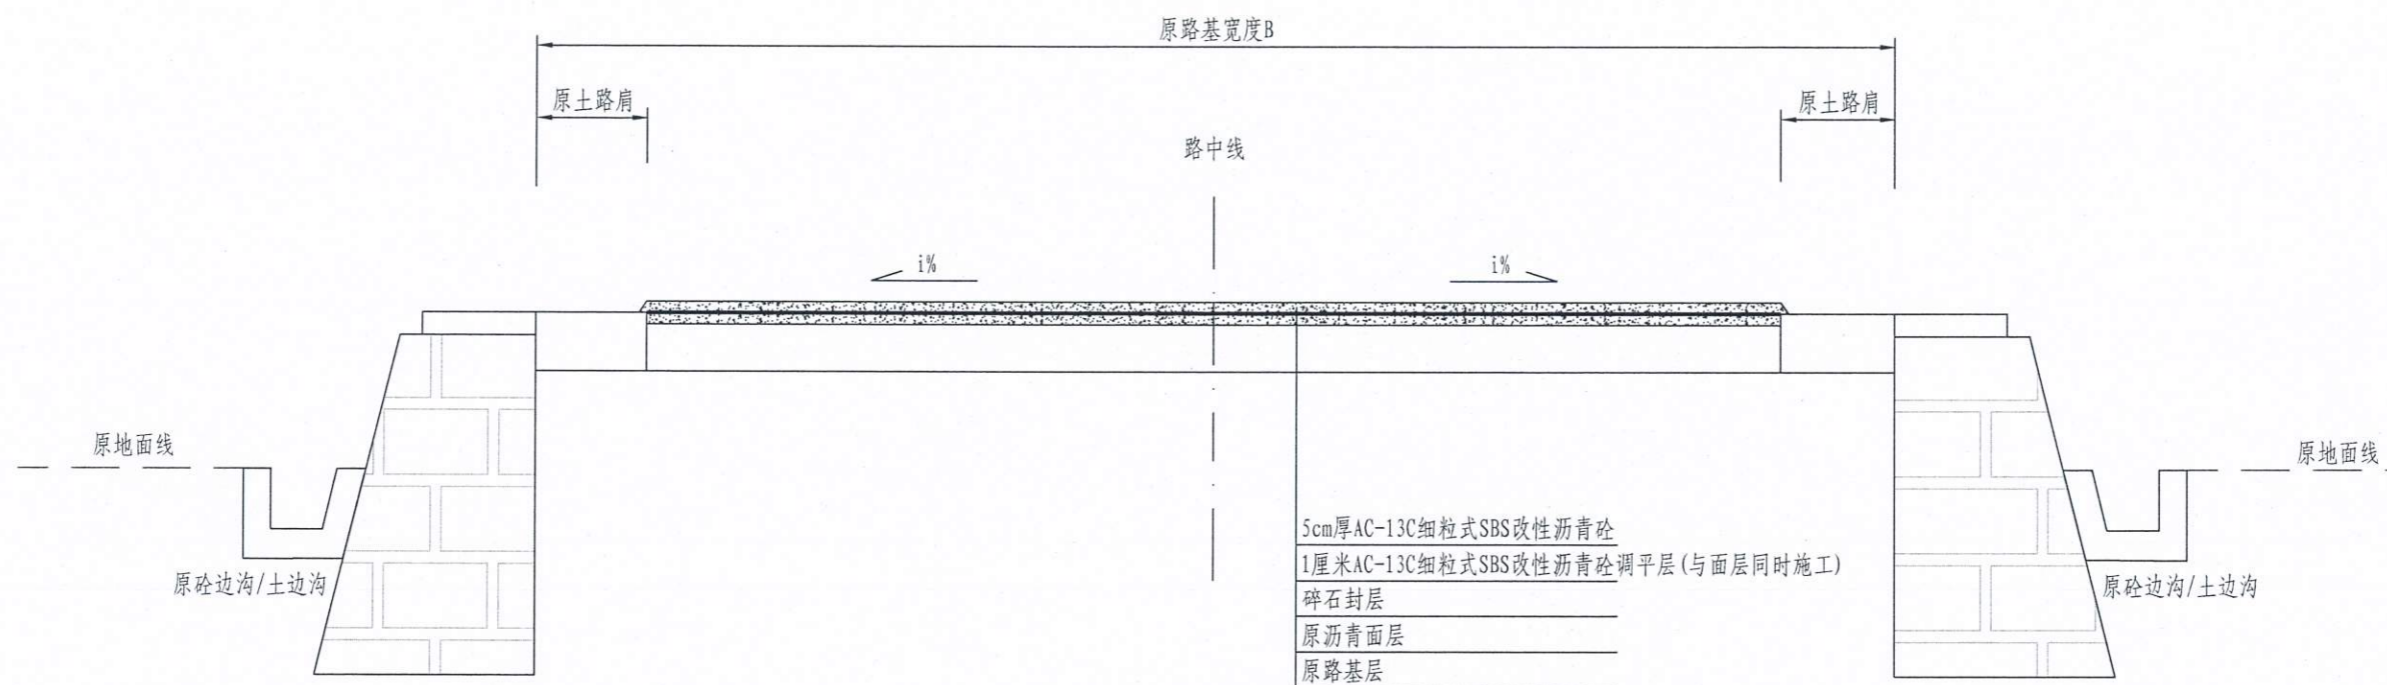 原路基宽度B
原土路肩
原土路肩
路中线
i%
i%
原地面线
原地面线
5cm厚AC-13C细粒式SBS改性沥青砼
1厘米AC-13C细粒式SBS改性沥青砼调平层(与面层同时施工)
原砼边沟/土边沟
原砼边沟/土边沟
碎石封层
原沥青面层
原路基层